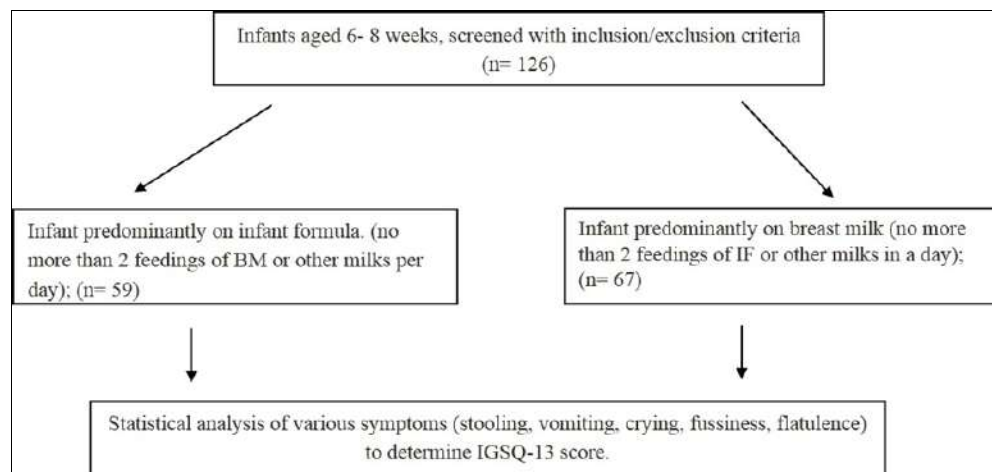 Infants aged 6- 8 weeks, screened with inclusion/exclusion criteria
(n= 126)
Infant predominantly on infant formula. (no
more than 2 feedings of BM or other milks per
day); (n= 59)
Infant predominantly on breast milk (no more
than 2 feedings of IF or other milks in a day);
(n= 67)
Statistical analysis of various symptoms (stooling, vomiting, crying, fussiness, flatulence)
to determine IGSQ-13 score.